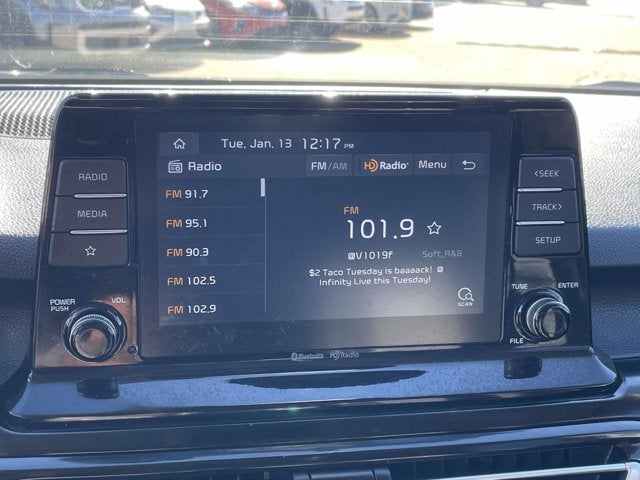 Tue, Jan. 13 12:17 PM
Radio FM/AM HD Radio Menu
FM 91.7
FM 95.1
FM 90.3
FM 102.5
FM 102.9
FM
101.9
@V1019f Soft_R&B
$2 Taco Tuesday is baaaack! @
Infinity Live this Tuesday!
SCAN
RADIO
MEDIA
POWER
PUSH
VOL
<SEEK
TRACK>
SETUP
TUNE ENTER
FILE
Bluetooth HD Radio